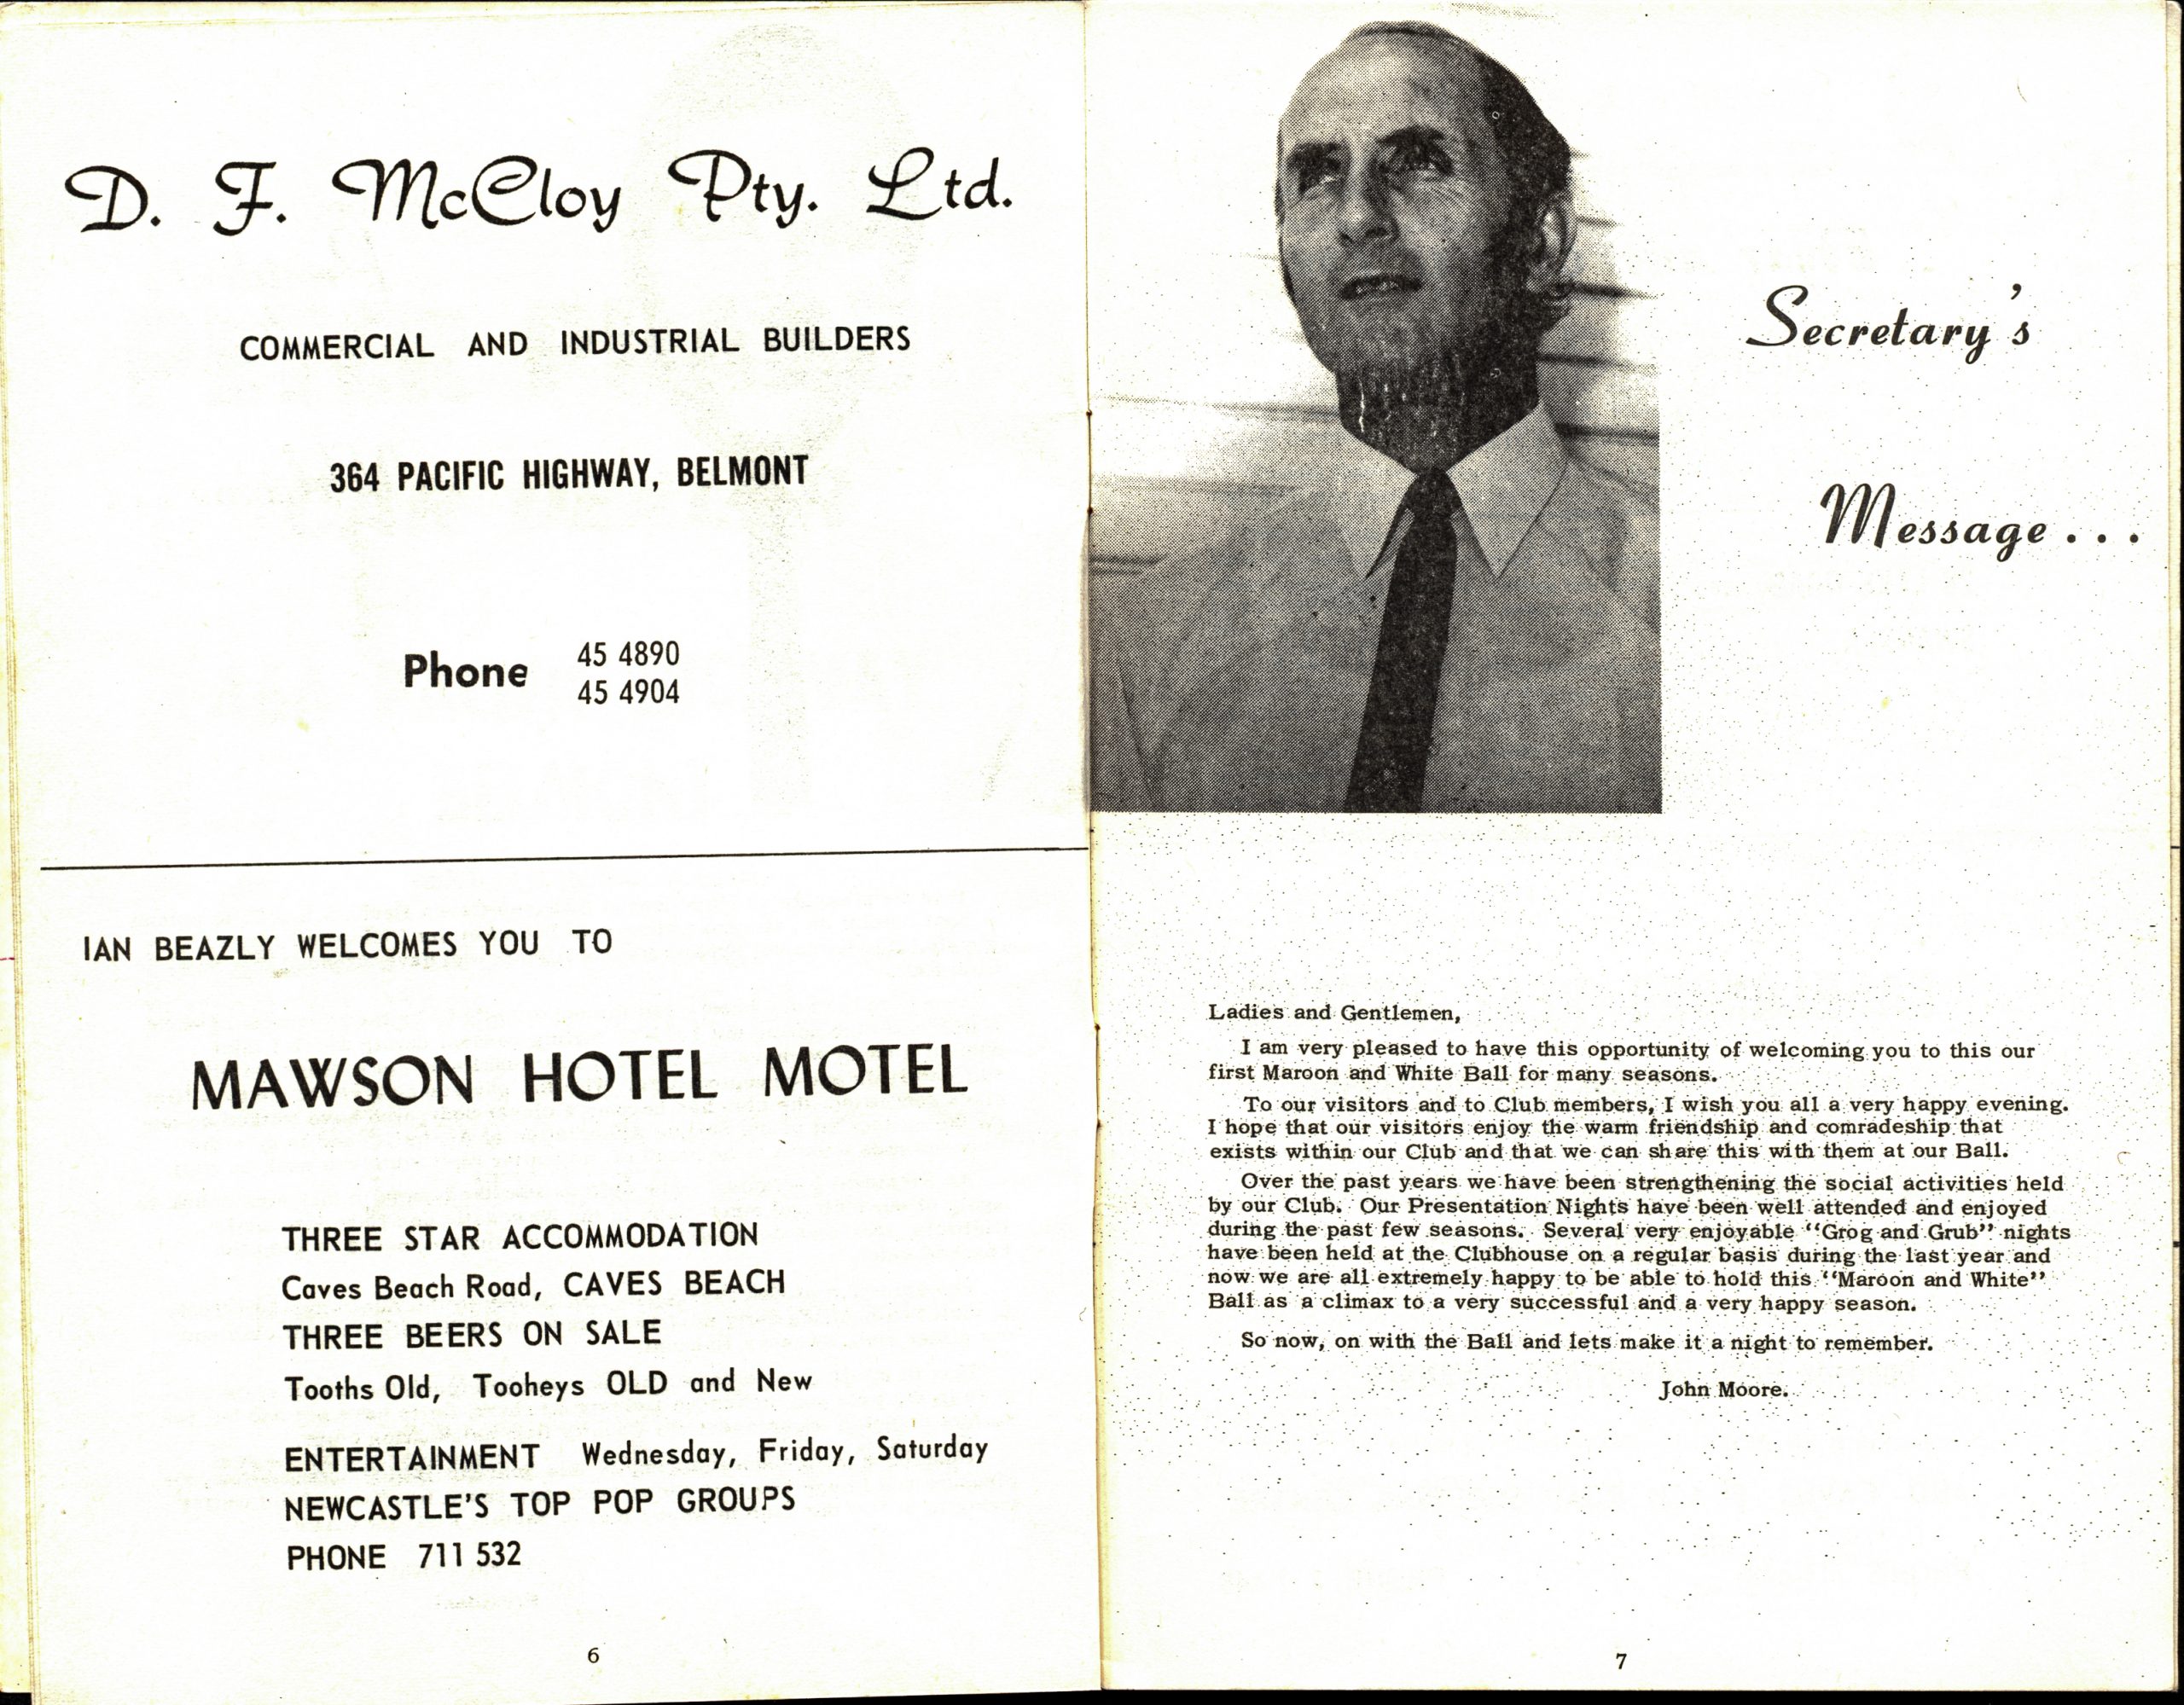 D. F. McCloy Pty. Ltd.
COMMERCIAL AND INDUSTRIAL BUILDERS
364 PACIFIC HIGHWAY, BELMONT
Phone 45 4890
45 4904
IAN BEAZLY WELCOMES YOU TO
MAWSON HOTEL MOTEL
THREE STAR ACCOMMODATION
Caves Beach Road, CAVES BEACH
THREE BEERS ON SALE
Tooths Old, Tooheys OLD and New
ENTERTAINMENT Wednesday, Friday, Saturday
NEWCASTLE'S TOP POP GROUPS
PHONE 711 532
6
Secretary's
Message...
Ladies and Gentlemen,
I am very pleased to have this opportunity of welcoming you to this our
first Maroon and White Ball for many seasons.
To our visitors and to Club members, I wish you all a very happy evening.
I hope that our visitors enjoy the warm friendship and comradeship that
exists within our Club and that we can share this with them at our Ball.
Over the past years we have been strengthening the social activities held
by our Club. Our Presentation Nights have been well attended and enjoyed
during the past few seasons. Several very enjoyable "Grog and Grub" nights
have been held at the Clubhouse on a regular basis during the last year and
now we are all extremely happy to be able to hold this "Maroon and White"
Ball as a climax to a very successful and a very happy season.
So now, on with the Ball and lets make it a night to remember.
John Moore.
7